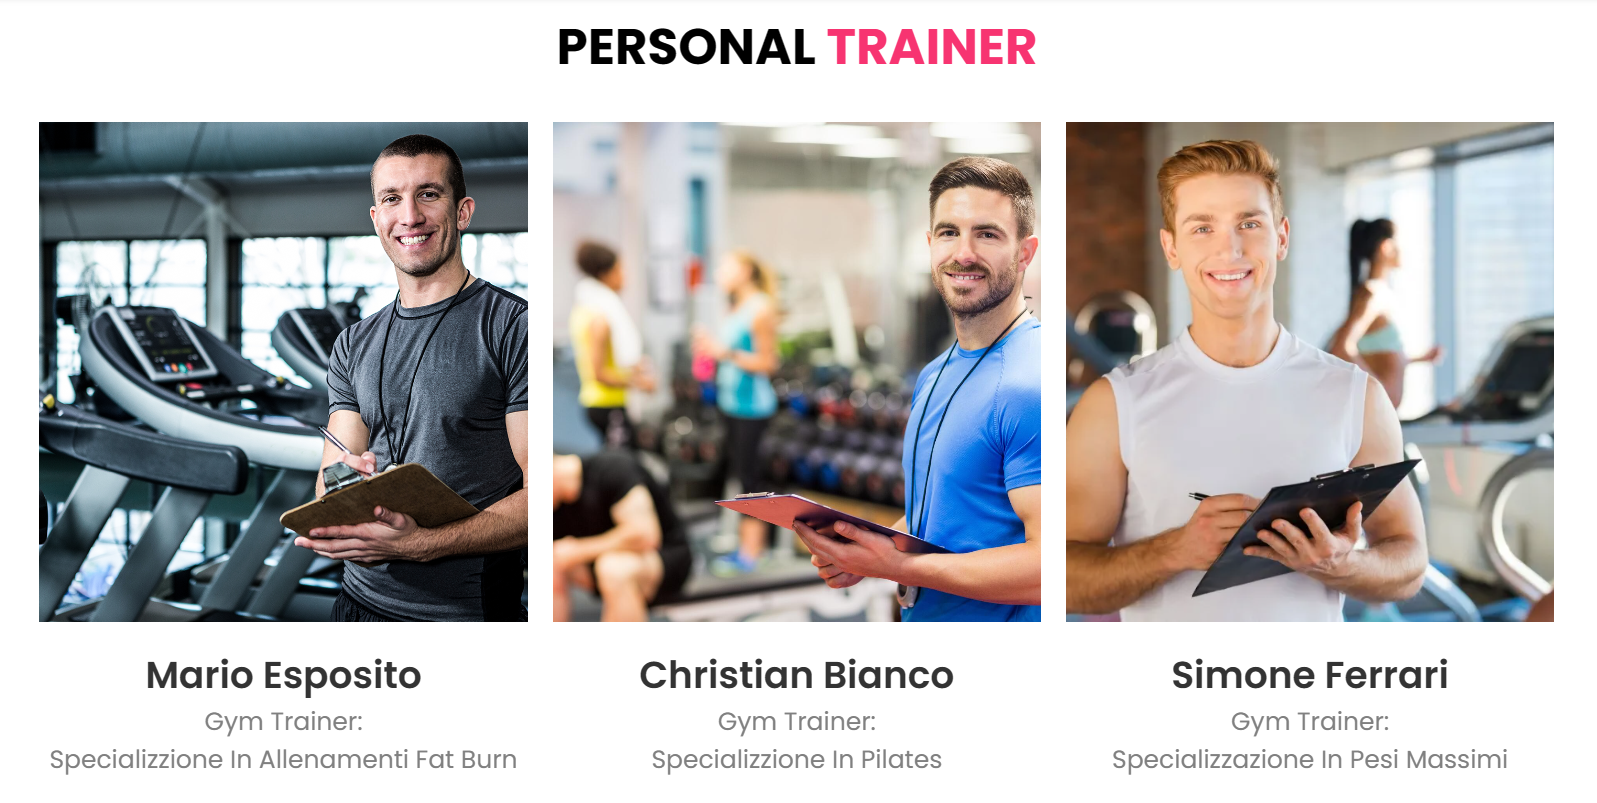 PERSONAL TRAINER
Mario Esposito
Gym Trainer:
Specializzione In Allenamenti Fat Burn
Christian Bianco
Gym Trainer:
Specializzione In Pilates
Simone Ferrari
Gym Trainer:
Specializzazione In Pesi Massimi